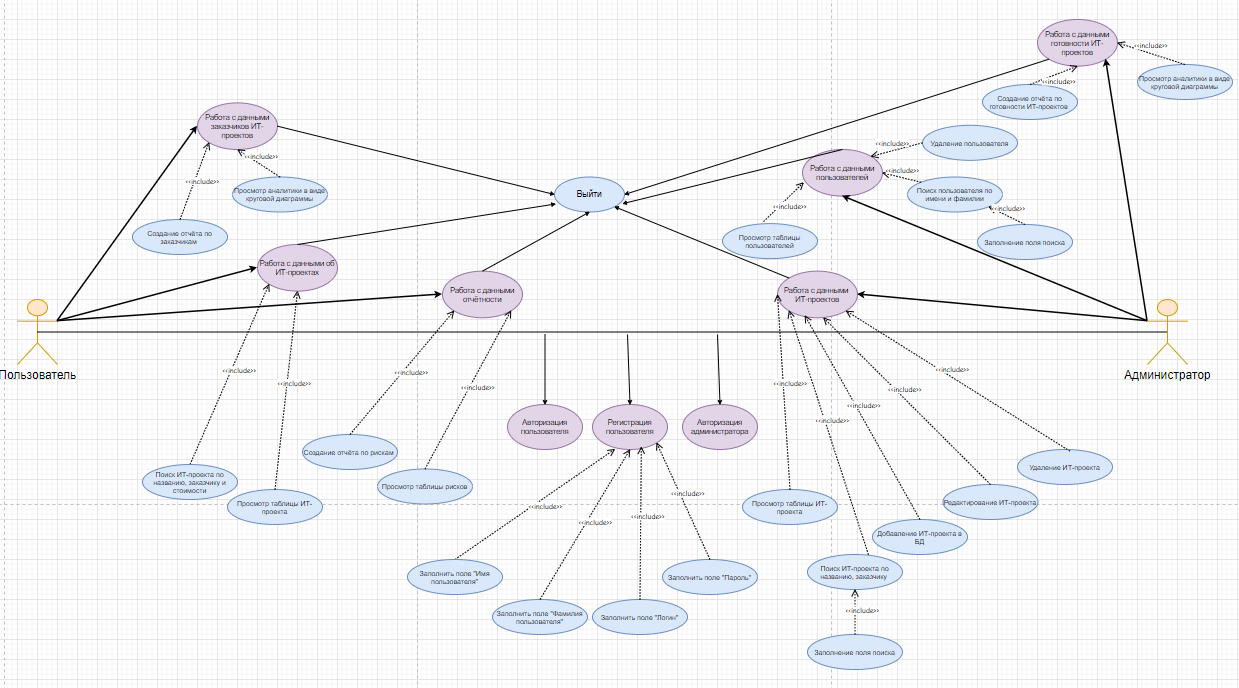 Работа с данными
готовности ИТ-
проектов
<<include>>
Просмотр аналитики в виде
круговой диаграммы
<<include>>
Создание отчёта по
готовности ИТ-проектов
Работа с данными
заказчиков ИТ-
проектов
<<include>>
<<include>>
Просмотр аналитики в виде
круговой диаграммы
Создание отчёта по
заказчикам
Выйти
Работа с данными
пользователей
<<include>>
Удаление пользователя
<<include>>
Поиск пользователя по
имени и фамилии
<<include>>
Заполнение поля поиска
<<include>>
Просмотр таблицы
пользователей
Работа с данными об
ИТ-проектах
Работа с данными
отчётности
Работа с данными
ИТ-проектов
Пользователь
Администратор
<<include>>
<<include>>
<<include>>
<<include>>
<<include>>
<<include>>
<<include>>
<<include>>
<<include>>
Авторизация
пользователя
Регистрация
пользователя
Авторизация
администратора
Создание отчёта по рискам
Просмотр таблицы рисков
Поиск ИТ-проекта по
названию, заказчику и
стоимости
Просмотр таблицы ИТ-
проекта
<<include>>
<<include>>
<<include>>
<<include>>
Просмотр таблицы ИТ-
проекта
Удаление ИТ-проекта
Редактирование ИТ-проекта
Добавление ИТ-проекта в
БД
Поиск ИТ-проекта по
названию, заказчику
<<include>>
Заполнение поля поиска
Заполнить поле "Имя
пользователя"
Заполнить поле "Фамилия
пользователя"
Заполнить поле "Логин"
Заполнить поле "Пароль"